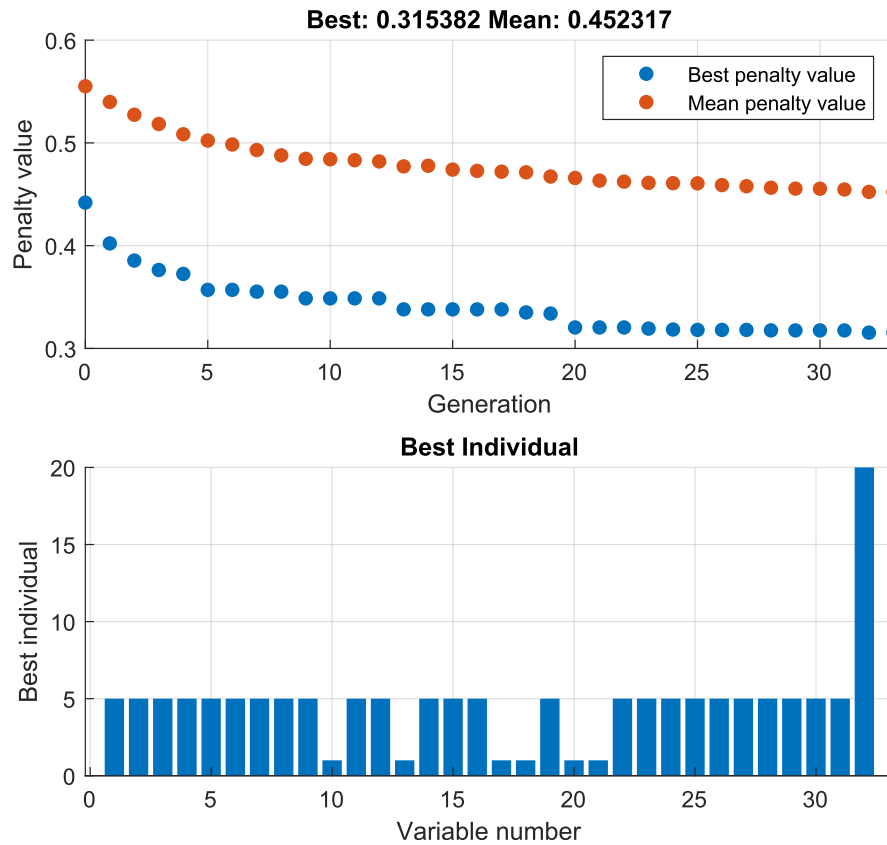 Best: 0.315382 Mean: 0.452317
0.6
0.5
0.4
0.3
Penalty value
Best penalty value
Mean penalty value
0 5 10 15 20 25 30
Generation
Best Individual
20
15
10
5
0
Best individual
0 5 10 15 20 25 30
Variable number